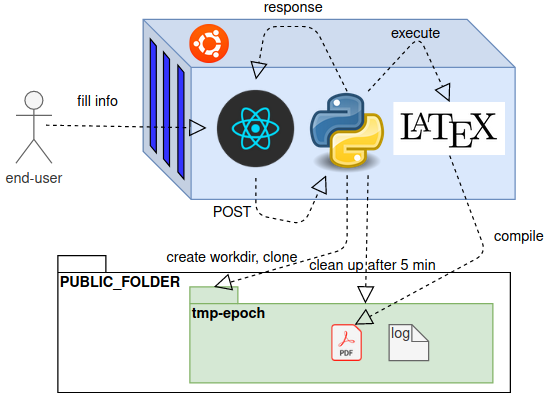 response
execute
fill info
LATEX
end-user
POST
compile
create workdir, clone
clean up after 5 min
PUBLIC_FOLDER
tmp-epoch
log
PDF